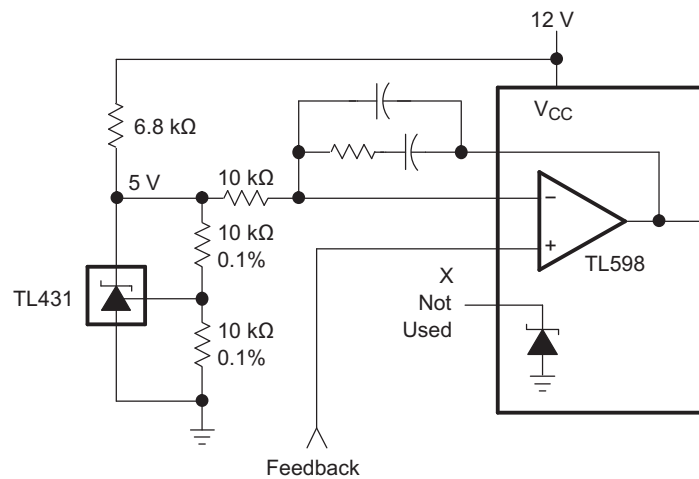 12 V
V_CC
6.8 kΩ
5 V
10 kΩ
10 kΩ
0.1%
TL431
10 kΩ
0.1%
−
+
TL598
X
Not
Used
Feedback